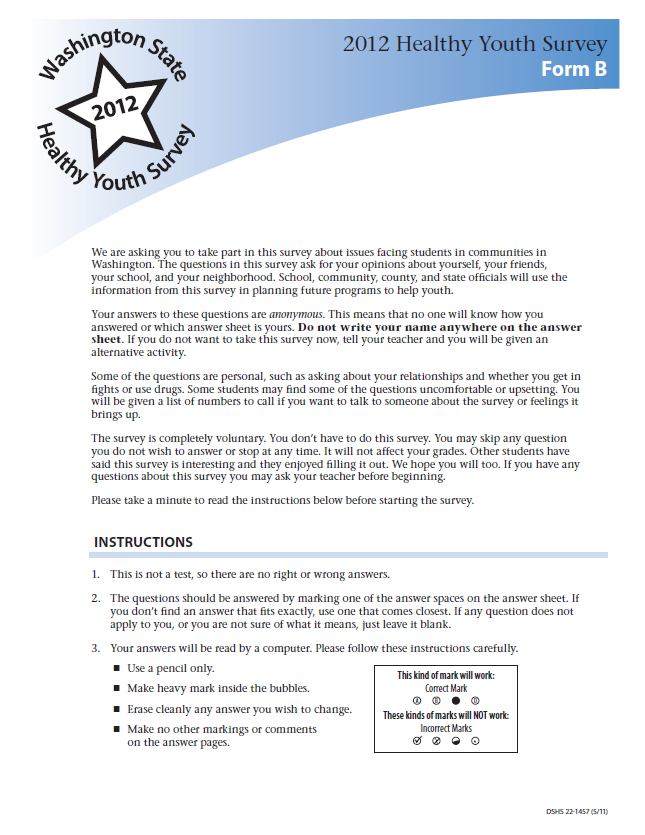 Washington State
2012
Healthy Youth Survey
2012 Healthy Youth Survey
Form B
We are asking you to take part in this survey about issues facing students in communities in
Washington. The questions in this survey ask for your opinions about yourself, your friends,
your school, and your neighborhood. School, community, county, and state officials will use the
information from this survey in planning future programs to help youth.
Your answers to these questions are anonymous. This means that no one will know how you
answered or which answer sheet is yours. Do not write your name anywhere on the answer
sheet. If you do not want to take this survey now, tell your teacher and you will be given an
alternative activity.
Some of the questions are personal, such as asking about your relationships and whether you get in
fights or use drugs. Some students may find some of the questions uncomfortable or upsetting. You
will be given a list of numbers to call if you want to talk to someone about the survey or feelings it
brings up.
The survey is completely voluntary. You don't have to do this survey. You may skip any question
you do not wish to answer or stop at any time. It will not affect your grades. Other students have
said this survey is interesting and they enjoyed filling it out. We hope you will too. If you have any
questions about this survey you may ask your teacher before beginning.
Please take a minute to read the instructions below before starting the survey.
INSTRUCTIONS
1. This is not a test, so there are no right or wrong answers.
2. The questions should be answered by marking one of the answer spaces on the answer sheet. If
you don't find an answer that fits exactly, use one that comes closest. If any question does not
apply to you, or you are not sure of what it means, just leave it blank.
3. Your answers will be read by a computer. Please follow these instructions carefully.
■ Use a pencil only.
■ Make heavy mark inside the bubbles.
■ Erase cleanly any answer you wish to change.
■ Make no other markings or comments
on the answer pages.
This kind of mark will work:
Correct Mark
A B D
These kinds of marks will NOT work:
Incorrect Marks
DSHS 22-1457 (5/11)